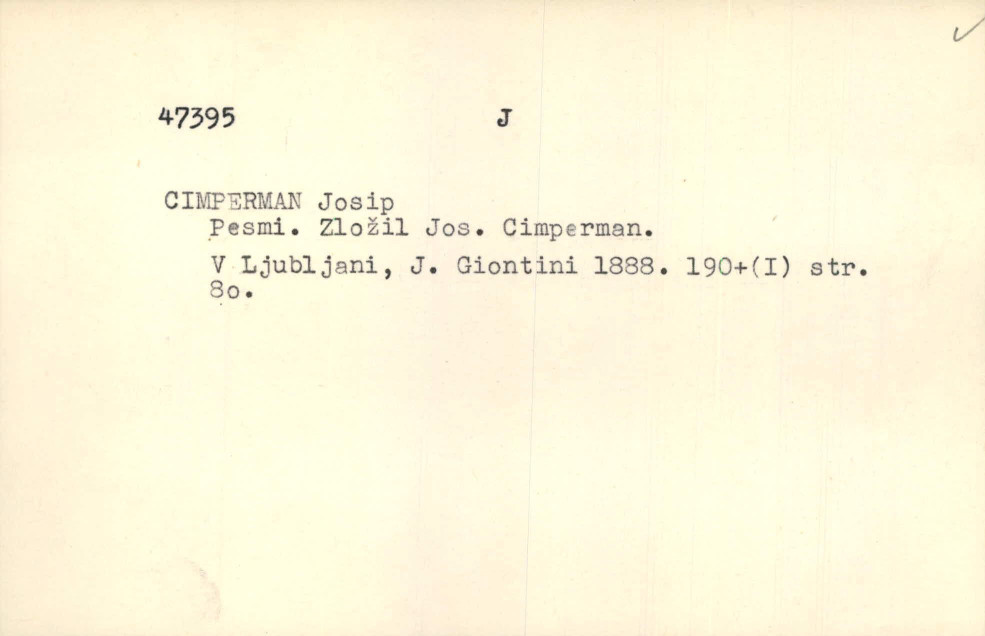 47395 J
CIMPERMAN Josip
Pesmi. Zložil Jos. Cimperman.
V Ljubljani, J. Giontini 1888. 190+(I) str.
8o.